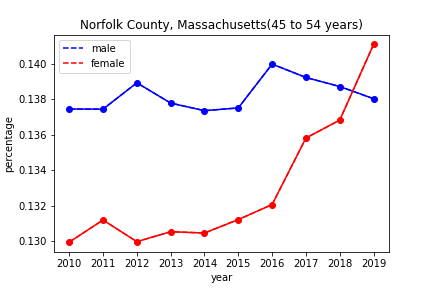 Norfolk County, Massachusetts(45 to 54 years)
male
female
percentage
0.140
0.138
0.136
0.134
0.132
0.130
2010 2011 2012 2013 2014 2015 2016 2017 2018 2019
year